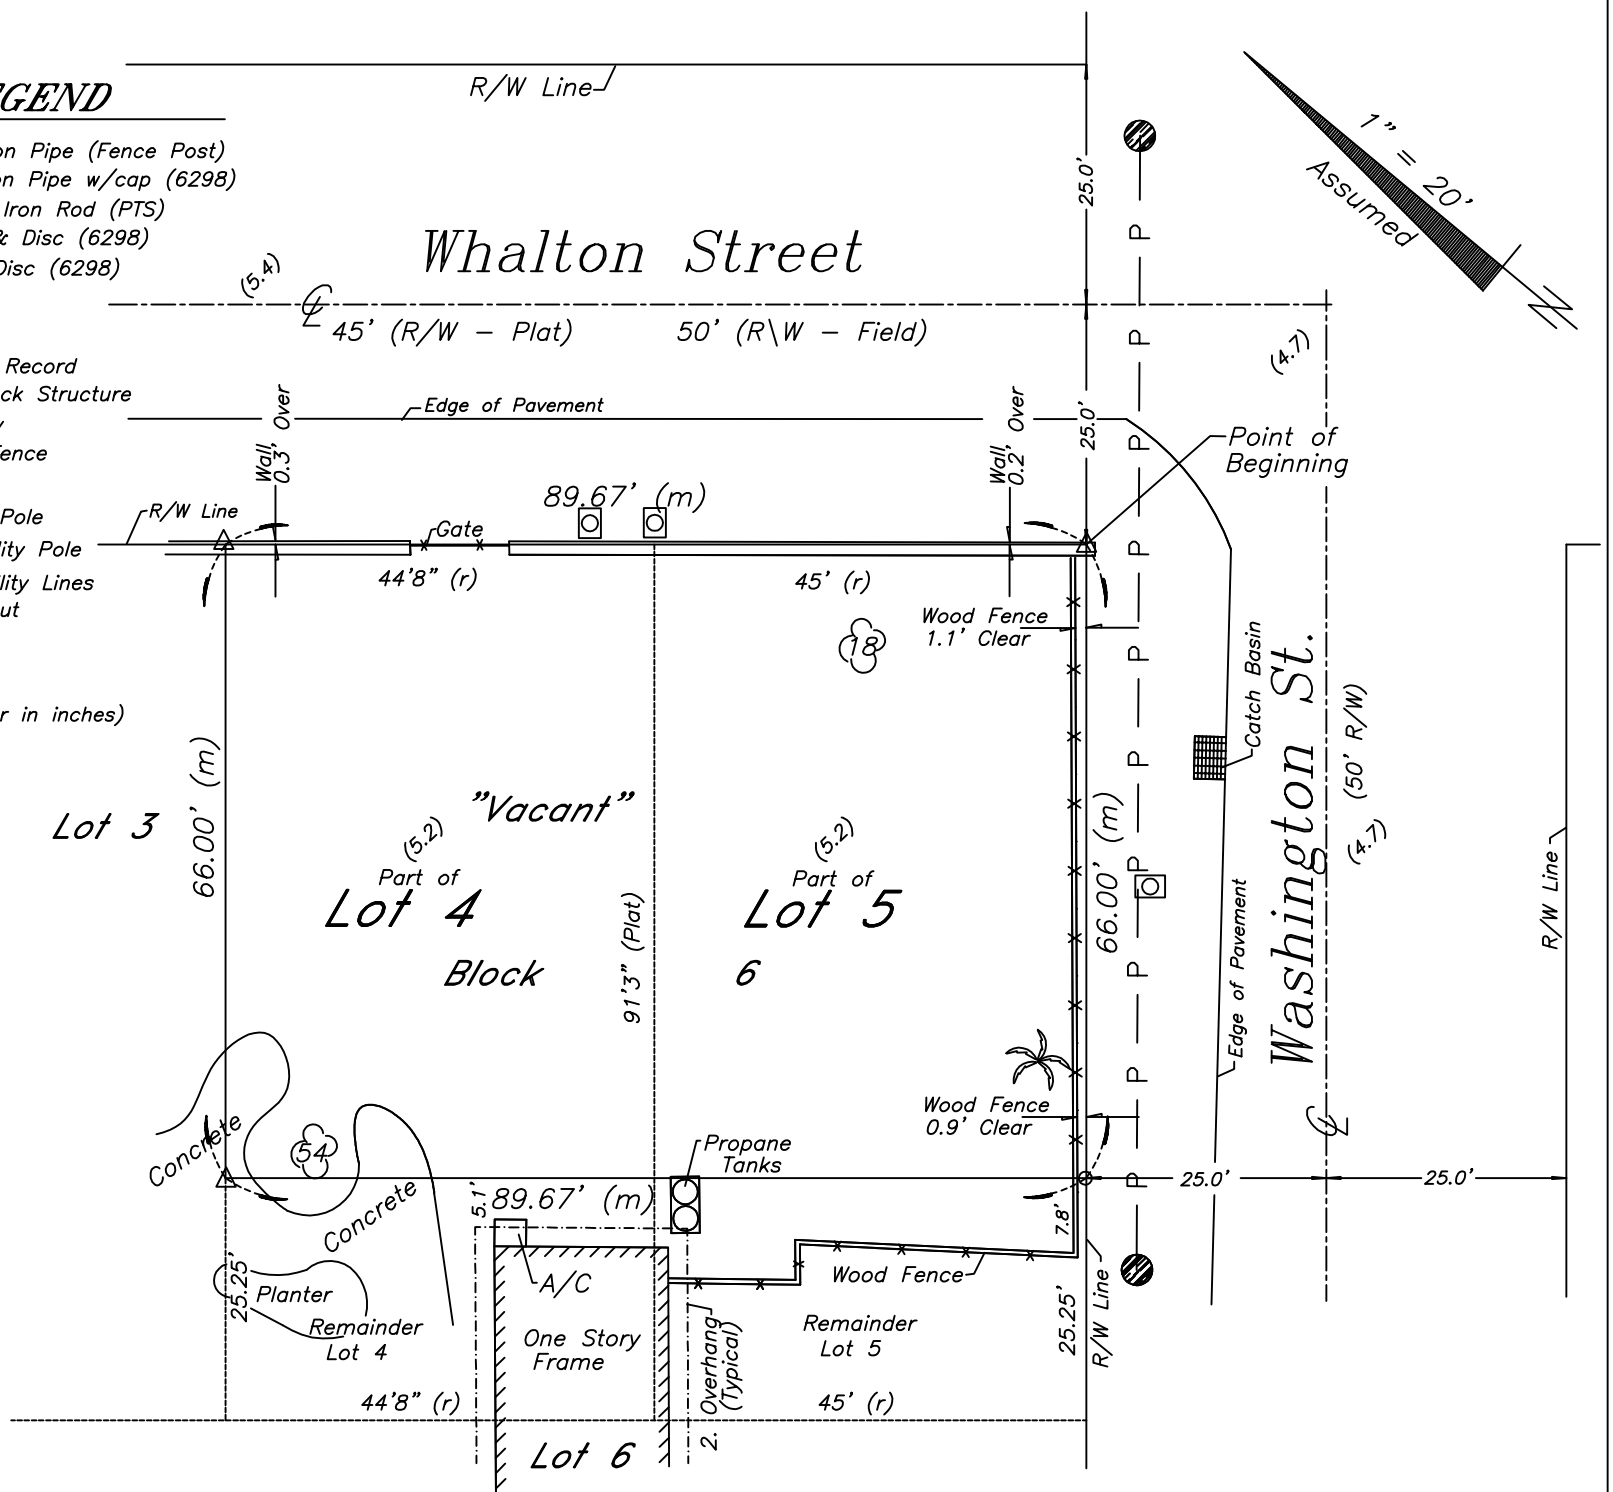 R/W Line
EGEND
on Pipe (Fence Post)
on Pipe w/cap (6298)
Iron Rod (PTS)
& Disc (6298)
Disc (6298)
Record
ck Structure
y
ence
Pole
lity Pole
lity Lines
ut
r in inches)
25.0'
1" = 20'
Assumed
N
Whalton Street
(5.4)
℄
45' (R/W – Plat)
50' (R\W – Field)
(4.7)
Edge of Pavement
25.0'
Wall
0.3' Over
Wall
0.2' Over
Point of
Beginning
89.67' (m)
R/W Line
Gate
44'8" (r)
45' (r)
Wood Fence
1.1' Clear
18
P
P
P
P
P
P
P
P
P
P
Catch Basin
Washington St.
(50' R/W)
(4.7)
℄
Edge of Pavement
R/W Line
Lot 3
66.00' (m)
"Vacant"
(5.2)
Part of
Lot 4
(5.2)
Part of
Lot 5
66.00' (m)
91'3" (Plat)
Block
6
Wood Fence
0.9' Clear
Concrete
54
Concrete
Propane
Tanks
5.1'
89.67' (m)
7.8'
25.0'
25.0'
25.25'
Planter
A/C
Wood Fence
Remainder
Lot 4
One Story
Frame
2. Overhang
(Typical)
Remainder
Lot 5
25.25'
R/W Line
44'8" (r)
45' (r)
Lot 6